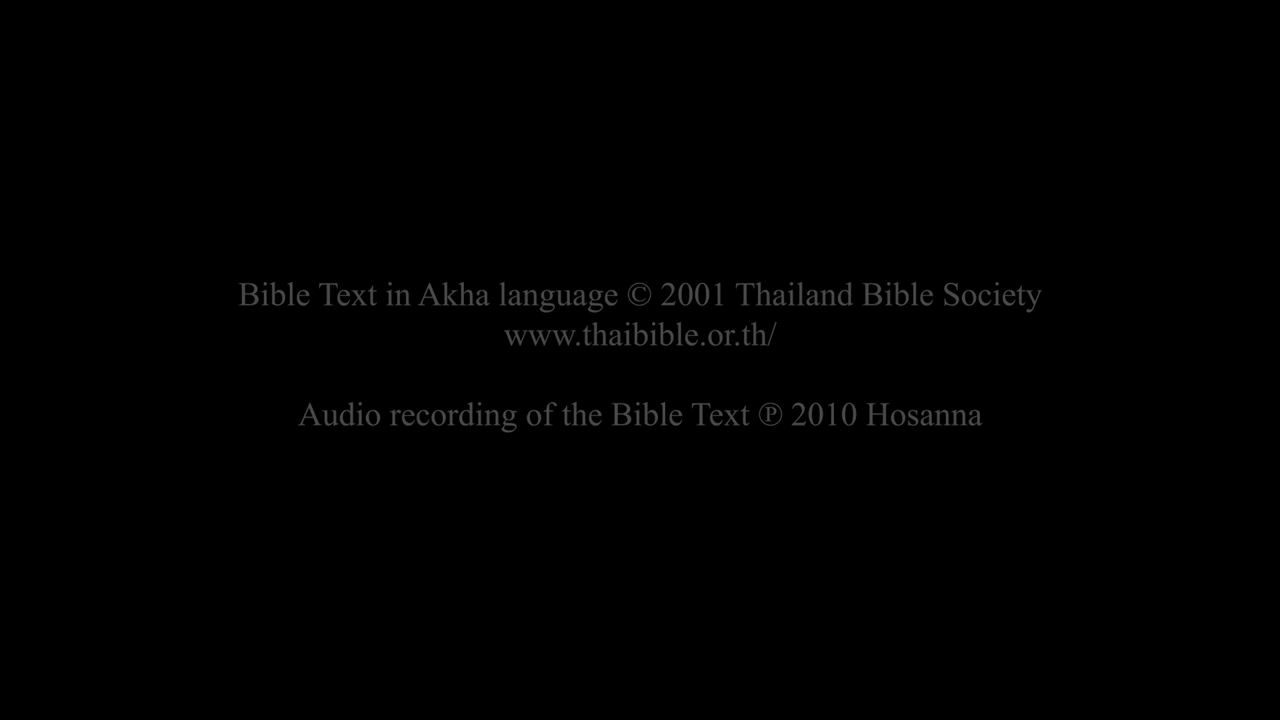 Bible Text in Akha language © 2001 Thailand Bible Society
www.thaibible.or.th/
Audio recording of the Bible Text ℗ 2010 Hosanna